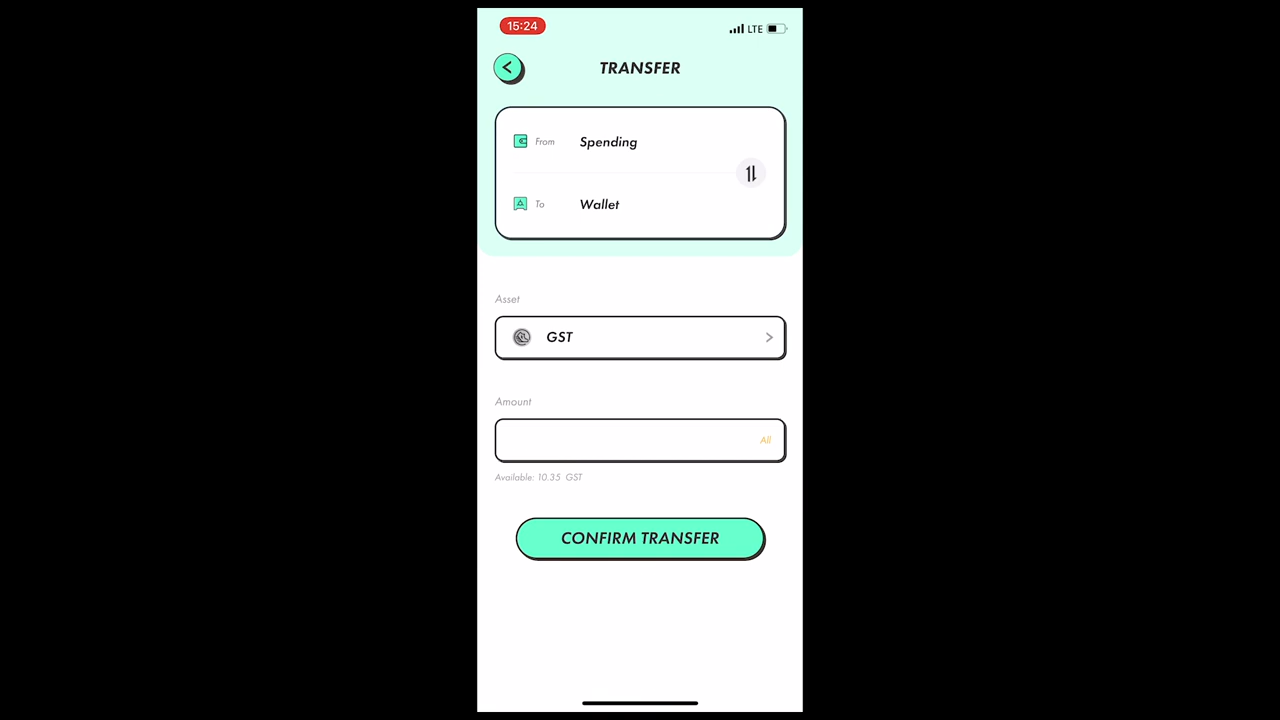 15:24
LTE
TRANSFER
From Spending
To Wallet
Asset
GST
Amount
All
Available: 10.35 GST
CONFIRM TRANSFER